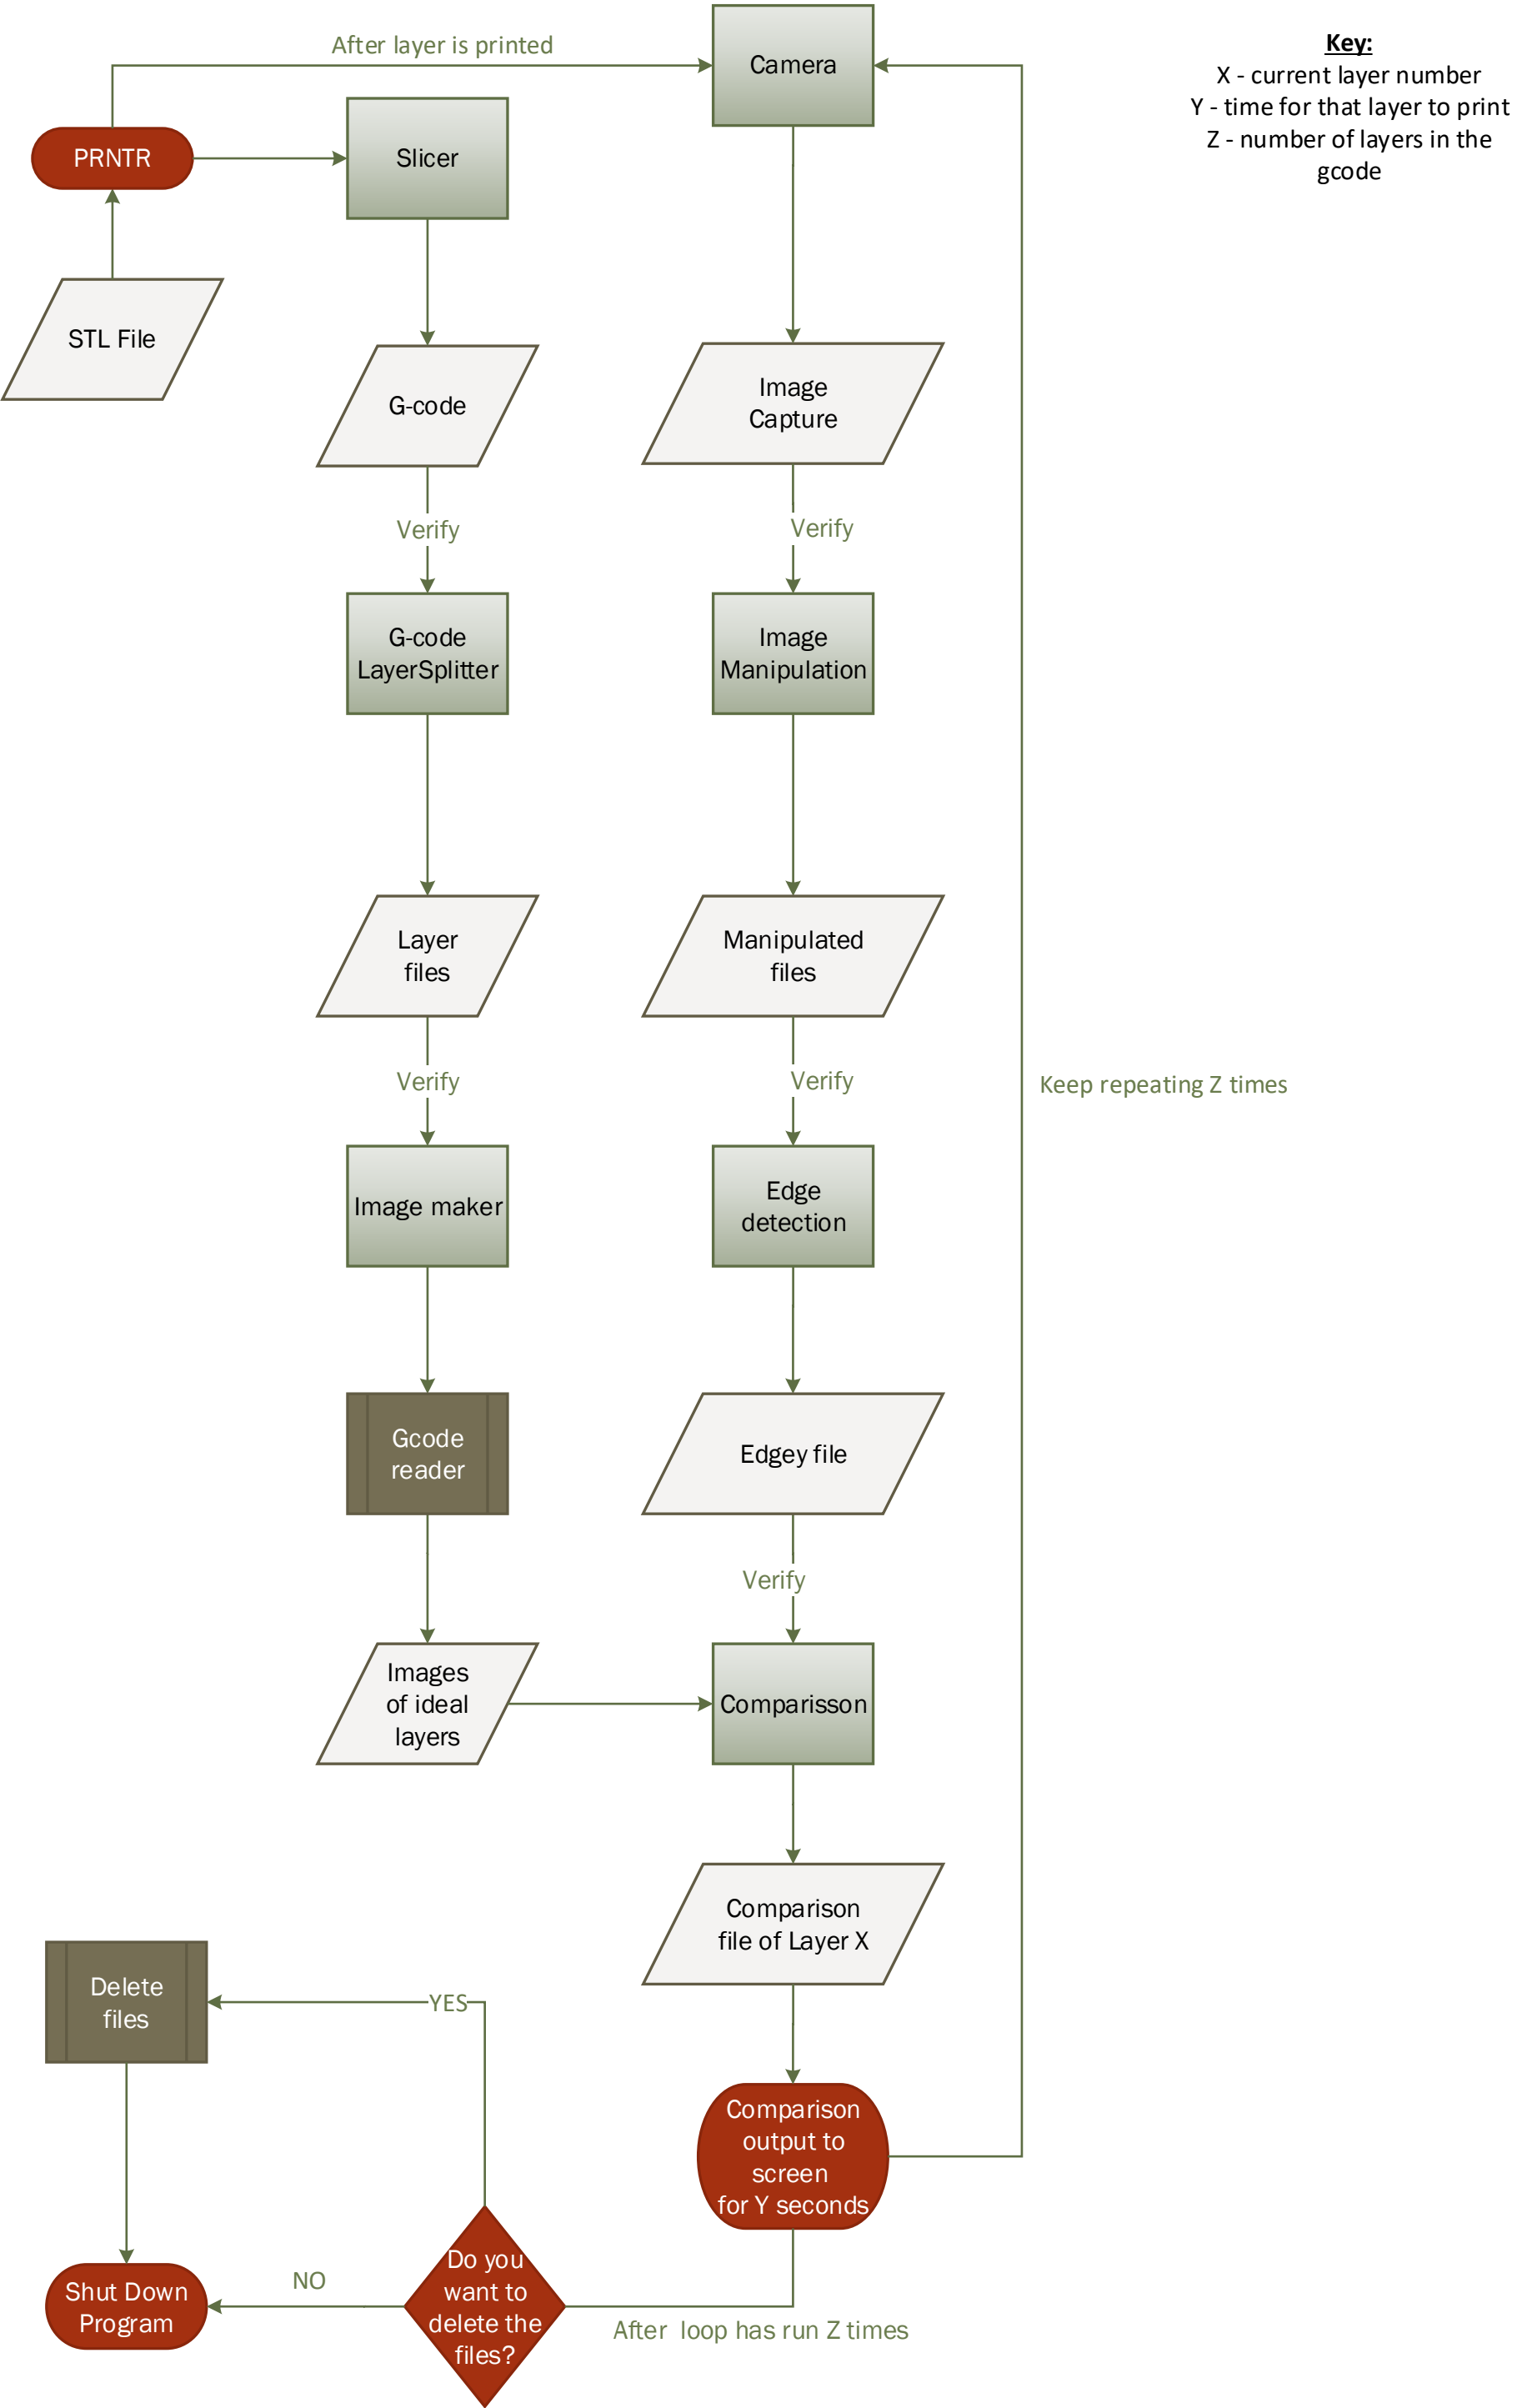 After layer is printed
Camera
Key:
X - current layer number
Y - time for that layer to print
Z - number of layers in the
gcode
PRNTR
Slicer
STL File
G-code
Image
Capture
Verify
Verify
G-code
LayerSplitter
Image
Manipulation
Layer
files
Manipulated
files
Verify
Verify
Keep repeating Z times
Image maker
Edge
detection
Gcode
reader
Edgey file
Verify
Images
of ideal
layers
Comparisson
Comparison
file of Layer X
Delete
files
YES
Comparison
output to
screen
for Y seconds
Shut Down
Program
NO
Do you
want to
delete the
files?
After  loop has run Z times